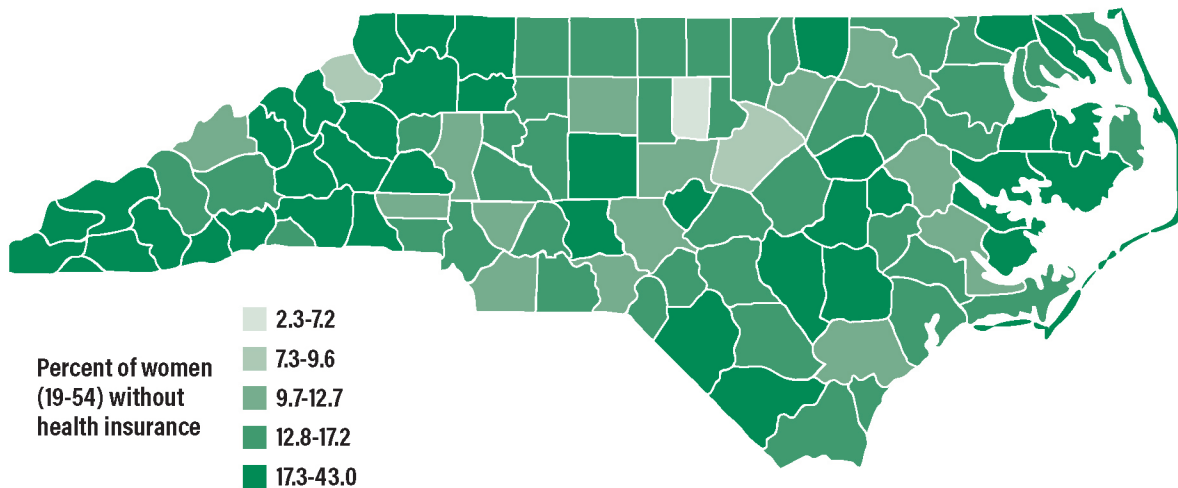 Percent of women
(19-54) without
health insurance
2.3-7.2
7.3-9.6
9.7-12.7
12.8-17.2
17.3-43.0